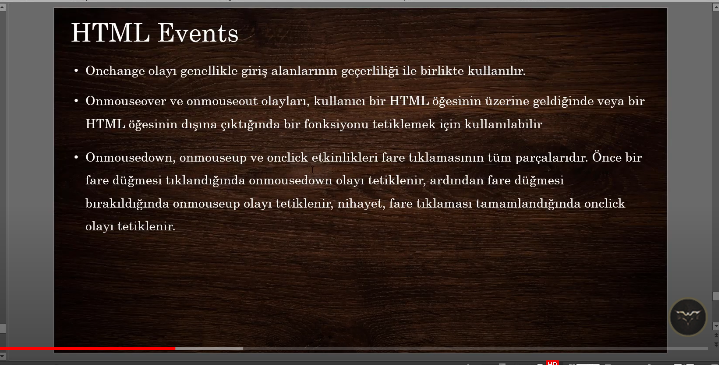 HTML Events
• Onchange olayı genellikle giriş alanlarının geçerliliği ile birlikte kullanılır.
• Onmouseover ve onmouseout olayları, kullanıcı bir HTML öğesinin üzerine geldiğinde veya bir
HTML öğesinin dışına çıktığında bir fonksiyonu tetiklemek için kullanılabilir
• Onmousedown, onmouseup ve onclick etkinlikleri fare tıklamasının tüm parçalarıdır. Önce bir
fare düğmesi tıklandığında onmousedown olayı tetiklenir, ardından fare düğmesi
bırakıldığında onmouseup olayı tetiklenir, nihayet, fare tıklaması tamamlandığında onclick
olayı tetiklenir.
HD